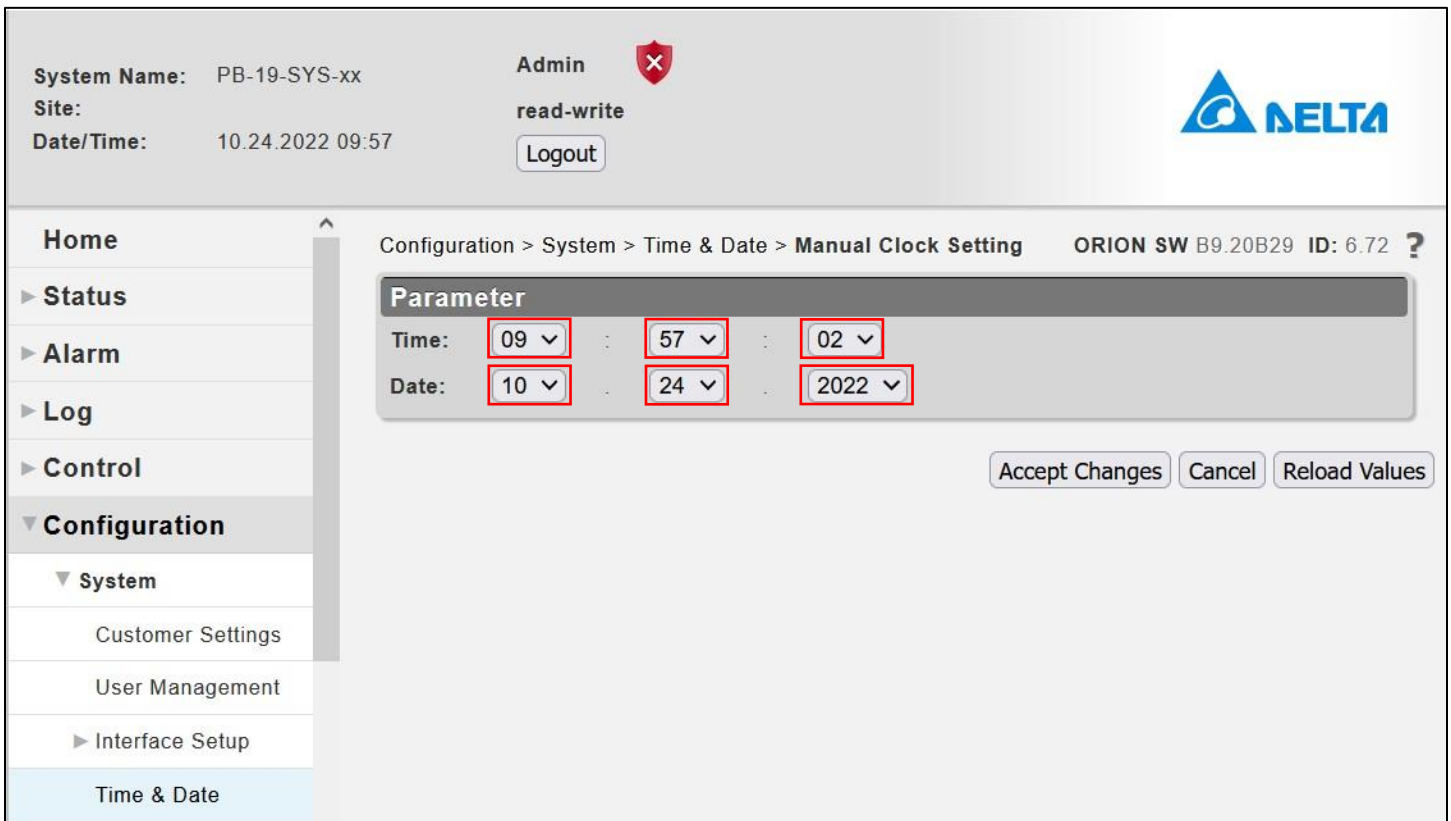 System Name: PB-19-SYS-xx
Site:
Date/Time: 10.24.2022 09:57
Admin
read-write
Logout
DELTA
Home
Status
Alarm
Log
Control
Configuration
System
Customer Settings
User Management
Interface Setup
Time & Date
Configuration > System > Time & Date > Manual Clock Setting ORION SW B9.20B29 ID: 6.72 ?
Parameter
Time: 09 : 57 : 02
Date: 10 . 24 . 2022
Accept Changes Cancel Reload Values